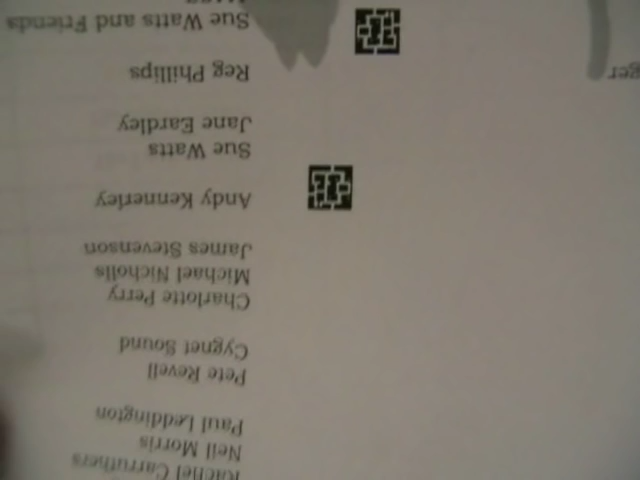 Rachel Carruthers
Neil Morris
Paul Leddington
Pete Revell
Cygnet Sound
Charlotte Perry
Michael Nicholls
James Stevenson
Andy Kennerley
Sue Watts
Jane Eardley
Reg Phillips
Sue Watts and Friends